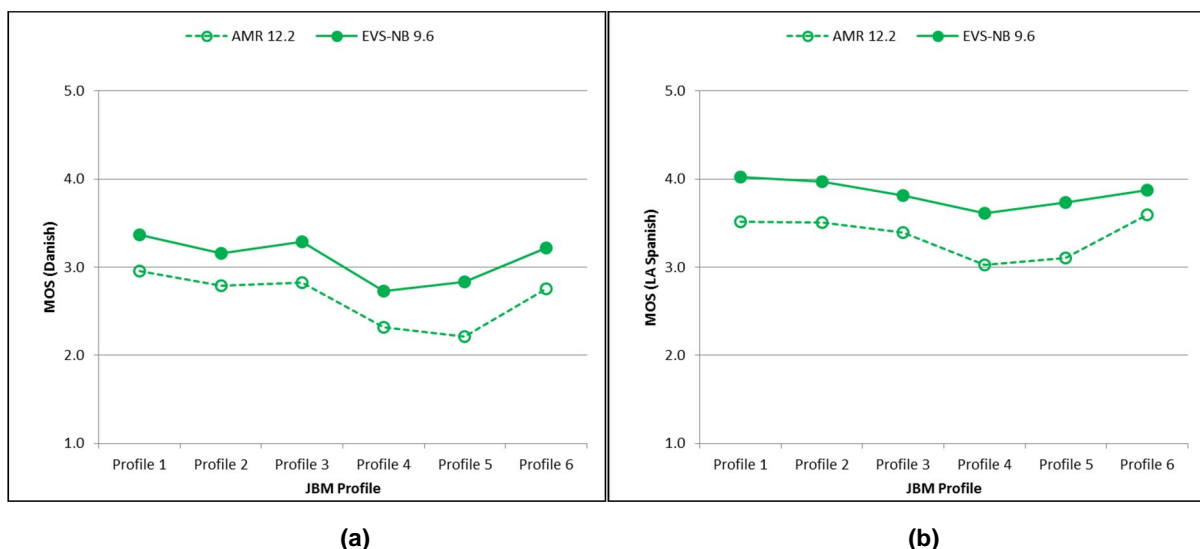 AMR 12.2 EVS-NB 9.6
5.0
4.0
3.0
2.0
1.0
MOS (Danish)
Profile 1 Profile 2 Profile 3 Profile 4 Profile 5 Profile 6
JBM Profile
(a)
AMR 12.2 EVS-NB 9.6
5.0
4.0
3.0
2.0
1.0
MOS (LA Spanish)
Profile 1 Profile 2 Profile 3 Profile 4 Profile 5 Profile 6
JBM Profile
(b)